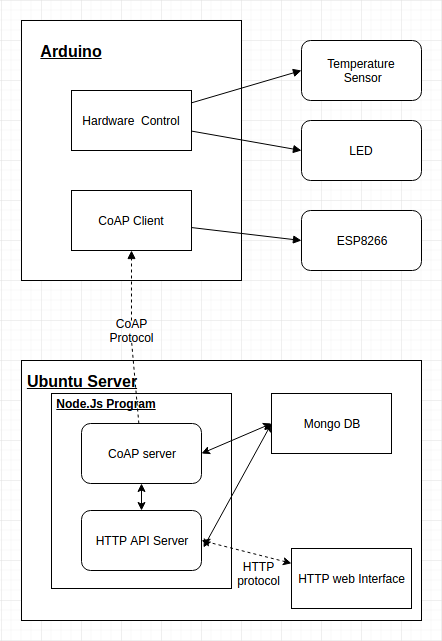 Arduino
Temperature
Sensor
Hardware Control
LED
CoAP Client
ESP8266
CoAP
Protocol
Ubuntu Server
Node.Js Program
Mongo DB
CoAP server
HTTP API Server
HTTP
protocol
HTTP web Interface